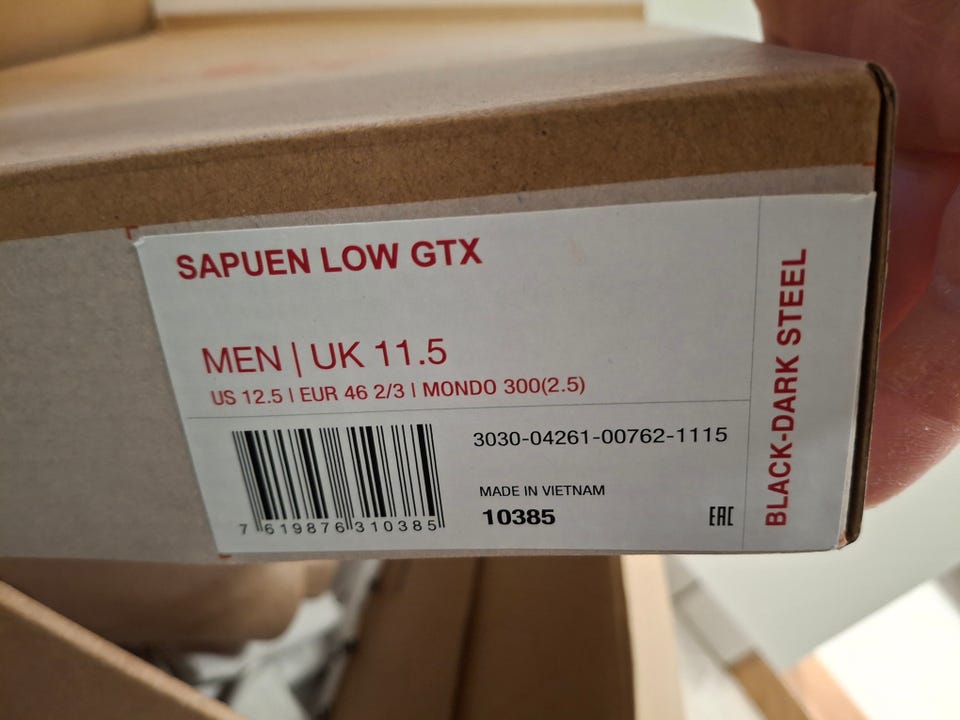 SAPUEN LOW GTX
MEN | UK 11.5
US 12.5 | EUR 46 2/3 | MONDO 300(2.5)
3030-04261-00762-1115
7 619876 310385
MADE IN VIETNAM
10385
EAC
BLACK-DARK STEEL